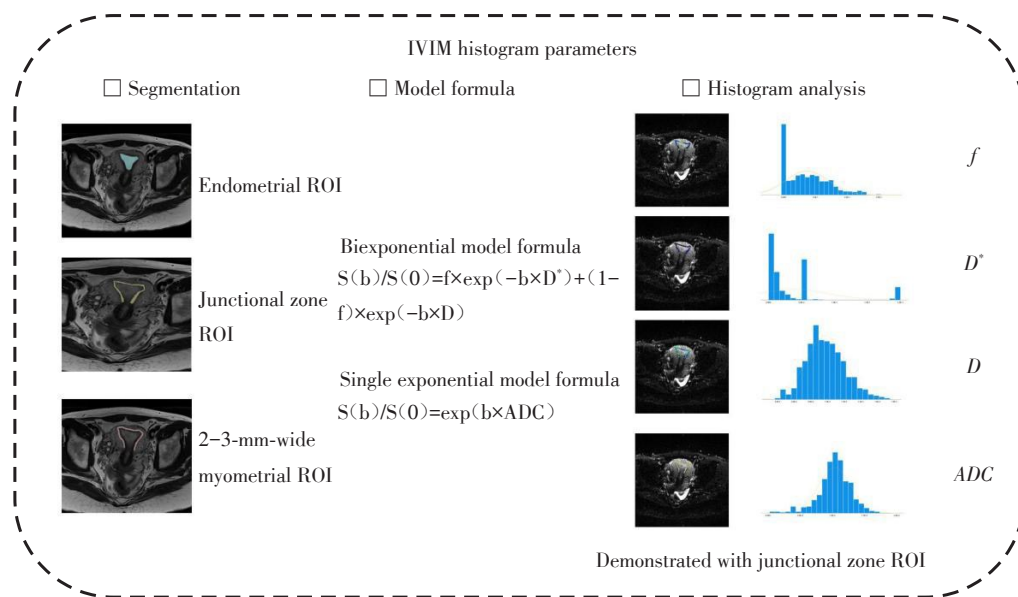 IVIM histogram parameters
□ Segmentation
□ Model formula
□ Histogram analysis
Endometrial ROI
Junctional zone
ROI
2-3-mm-wide
myometrial ROI
Biexponential model formula
S(b)/S(0)=f×exp(-b×D*)+(1-
f)×exp(-b×D)
Single exponential model formula
S(b)/S(0)=exp(b×ADC)
f
D*
D
ADC
Demonstrated with junctional zone ROI